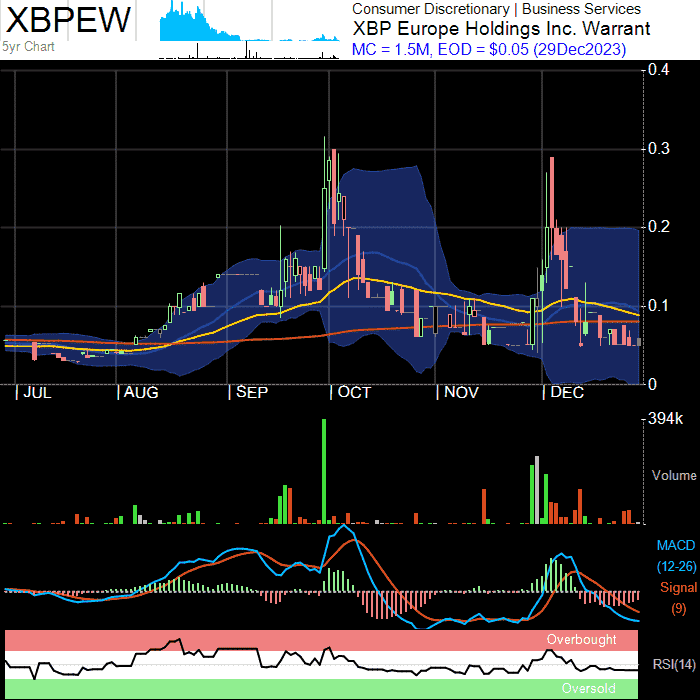 XBPEW
5yr Chart
Consumer Discretionary | Business Services
XBP Europe Holdings Inc. Warrant
MC = 1.5M, EOD = $0.05 (29Dec2023)
0.4
0.3
0.2
0.1
0
| JUL | AUG | SEP | OCT | NOV | DEC
394k
Volume
MACD
(12-26)
Signal
(9)
Overbought
RSI(14)
Oversold